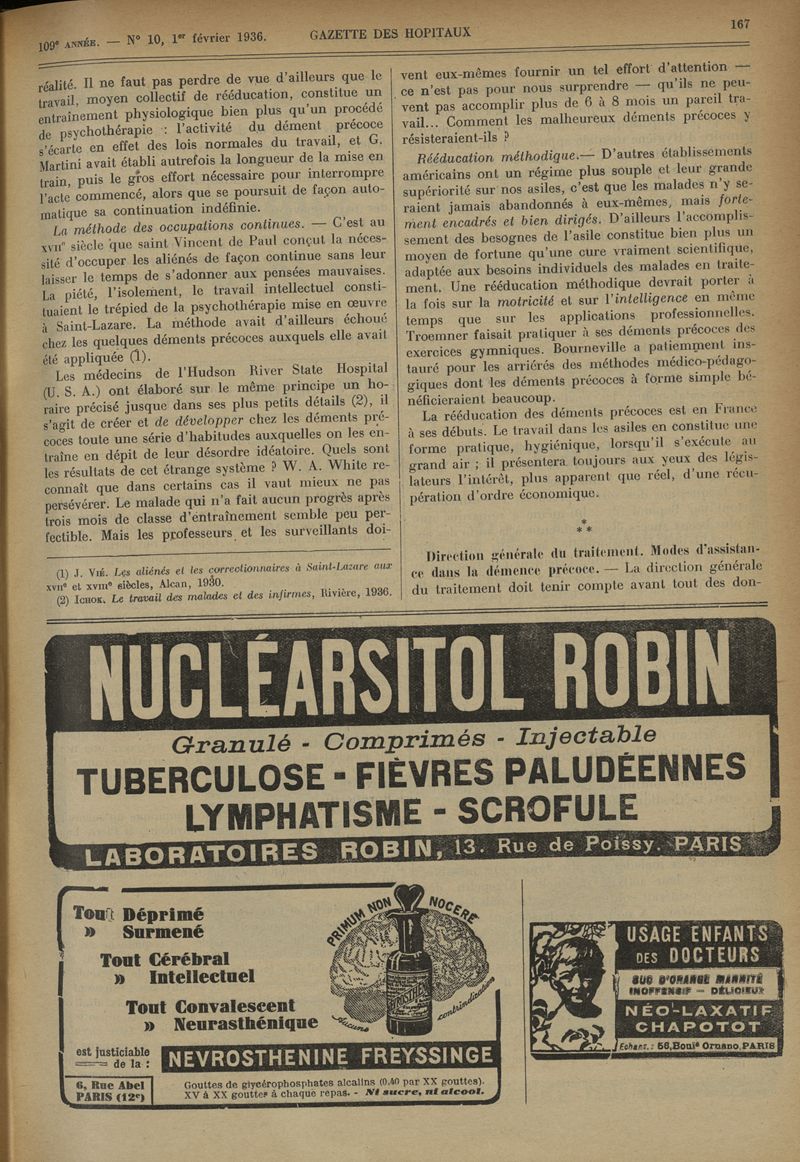 109e ANNÉE. — N° 10, 1er février 1936.
GAZETTE DES HOPITAUX
167
réalité. Il ne faut pas perdre de vue d'ailleurs que le
travail, moyen collectif de rééducation, constitue un
entraînement physiologique bien plus qu'un procédé
de psychothérapie : l'activité du dément précoce
s'écarte en effet des lois normales du travail, et G.
Martini avait établi autrefois la longueur de la mise en
train, puis le gros effort nécessaire pour interrompre
l'acte commencé, alors que se poursuit de façon auto-
matique sa continuation indéfinie.
La méthode des occupations continues. — C'est au
XVIIe siècle que saint Vincent de Paul conçut la néces-
sité d'occuper les aliénés de façon continue sans leur
laisser le temps de s'adonner aux pensées mauvaises.
La piété, l'isolement, le travail intellectuel consti-
tuaient le trépied de la psychothérapie mise en œuvre
à Saint-Lazare. La méthode avait d'ailleurs échoué
chez les quelques déments précoces auxquels elle avait
été appliquée (1).
Les médecins de l'Hudson River State Hospital
(U. S. A.) ont élaboré sur le même principe un ho-
raire précisé jusque dans ses plus petits détails (2), il
s'agit de créer et de développer chez les déments pré-
coces toute une série d'habitudes auxquelles on les en-
traîne en dépit de leur désordre idéatoire. Quels sont
les résultats de cet étrange système ? W. A. White re-
connaît que dans certains cas il vaut mieux ne pas
persévérer. Le malade qui n'a fait aucun progrès après
trois mois de classe d'entraînement semble peu per-
fectible. Mais les professeurs et les surveillants doi-
(1) J. VIÉ. Les aliénés et les correctionnaires à Saint-Lazare aux
XVIIe et XVIIIe siècles, Alcan, 1930.
(2) ICHOK. Le travail des malades et des infirmes, Rivière, 1936.
vent eux-mêmes fournir un tel effort d'attention —
ce n'est pas pour nous surprendre — qu'ils ne peu-
vent pas accomplir plus de 6 à 8 mois un pareil tra-
vail... Comment les malheureux déments précoces y
résisteraient-ils ?
Rééducation méthodique.— D'autres établissements
américains ont un régime plus souple et leur grande
supériorité sur nos asiles, c'est que les malades n'y se-
raient jamais abandonnés à eux-mêmes, mais forte-
ment encadrés et bien dirigés. D'ailleurs l'accomplis-
sement des besognes de l'asile constitue bien plus un
moyen de fortune qu'une cure vraiment scientifique,
adaptée aux besoins individuels des malades en traite-
ment. Une rééducation méthodique devrait porter à
la fois sur la motricité et sur l'intelligence en même
temps que sur les applications professionnelles.
Troemner faisait pratiquer à ses déments précoces des
exercices gymniques. Bourneville a patiemment ins-
tauré pour les arriérés des méthodes médico-pédago-
giques dont les déments précoces à forme simple bé-
néficieraient beaucoup.
La rééducation des déments précoces est en France
à ses débuts. Le travail dans les asiles en constitue une
forme pratique, hygiénique, lorsqu'il s'exécute au
grand air ; il présentera toujours aux yeux des légis-
lateurs l'intérêt, plus apparent que réel, d'une récu-
pération d'ordre économique.
*
* *
Direction générale du traitement. Modes d'assistan-
ce dans la démence précoce. — La direction générale
du traitement doit tenir compte avant tout des don-
NUCLÉARSITOL ROBIN
Granulé - Comprimés - Injectable
TUBERCULOSE - FIÈVRES PALUDÉENNES
LYMPHATISME - SCROFULE
LABORATOIRES ROBIN, 13. Rue de Poissy. PARIS
Tout Déprimé
» Surmené
Tout Cérébral
» Intellectuel
Tout Convalescent
» Neurasthénique
PRIMUM NON NOCERE
Aucune contrindication
est justiciable
de la :
NEVROSTHENINE FREYSSINGE
6, Rue Abel
PARIS (12e)
Gouttes de glycérophosphates alcalins (0.40 par XX gouttes).
XV à XX gouttes à chaque repas. - Ni sucre, ni alcool.
USAGE ENFANTS
DES DOCTEURS
SUC D'ORANGE MANNITÉ
INOFFENSIF — DÉLICIEUX
NÉO-LAXATIF
CHAPOTOT
Echant.: 56, Boule Ornano, PARIS